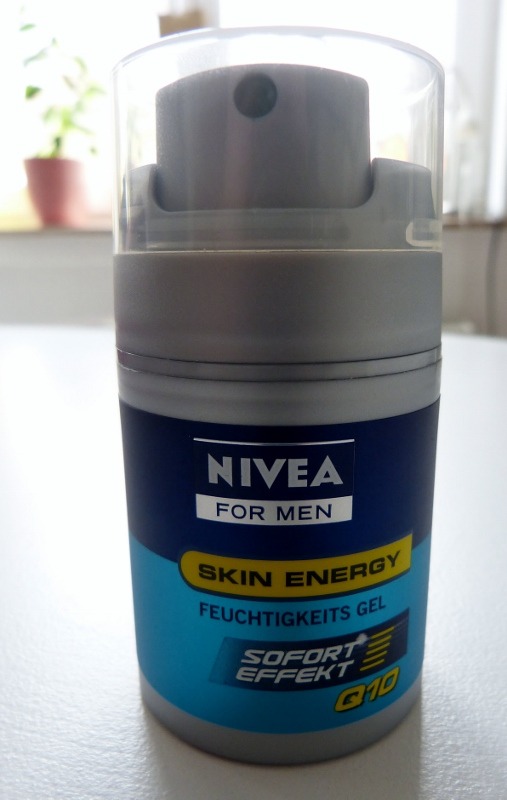 NIVEA
FOR MEN
SKIN ENERGY
FEUCHTIGKEITS GEL
SOFORT
EFFEKT
Q10